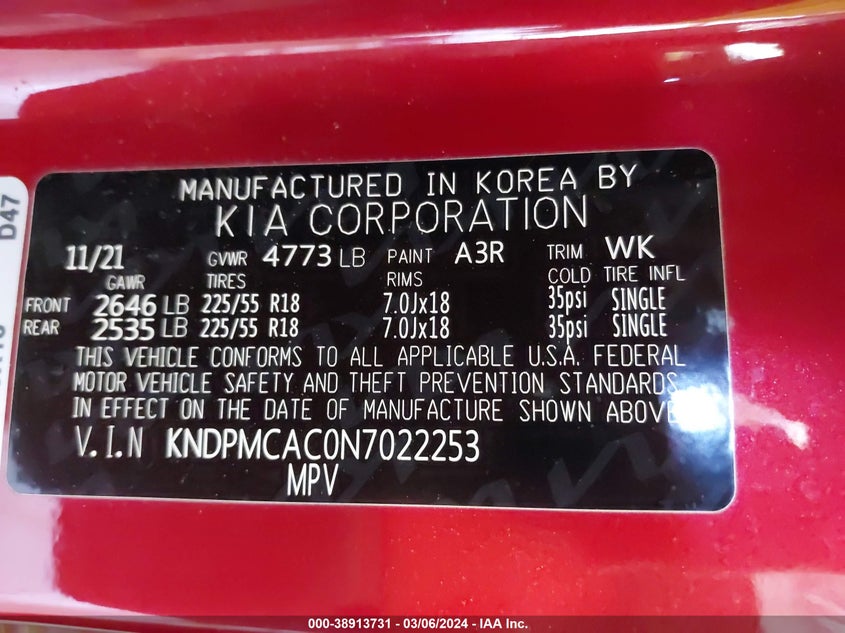 MANUFACTURED IN KOREA BY
KIA CORPORATION
11/21 GVWR 4773 LB PAINT A3R TRIM WK
GAWR TIRES RIMS COLD TIRE INFL
FRONT 2646 LB 225/55 R18 7.0Jx18 35psi SINGLE
REAR 2535 LB 225/55 R18 7.0Jx18 35psi SINGLE
THIS VEHICLE CONFORMS TO ALL APPLICABLE U.S.A. FEDERAL
MOTOR VEHICLE SAFETY AND THEFT PREVENTION STANDARDS
IN EFFECT ON THE DATE OF MANUFACTURE SHOWN ABOVE
V.I.N KNDPMCAC0N7022253
MPV
D47
000-38913731 - 03/06/2024 - IAA Inc.